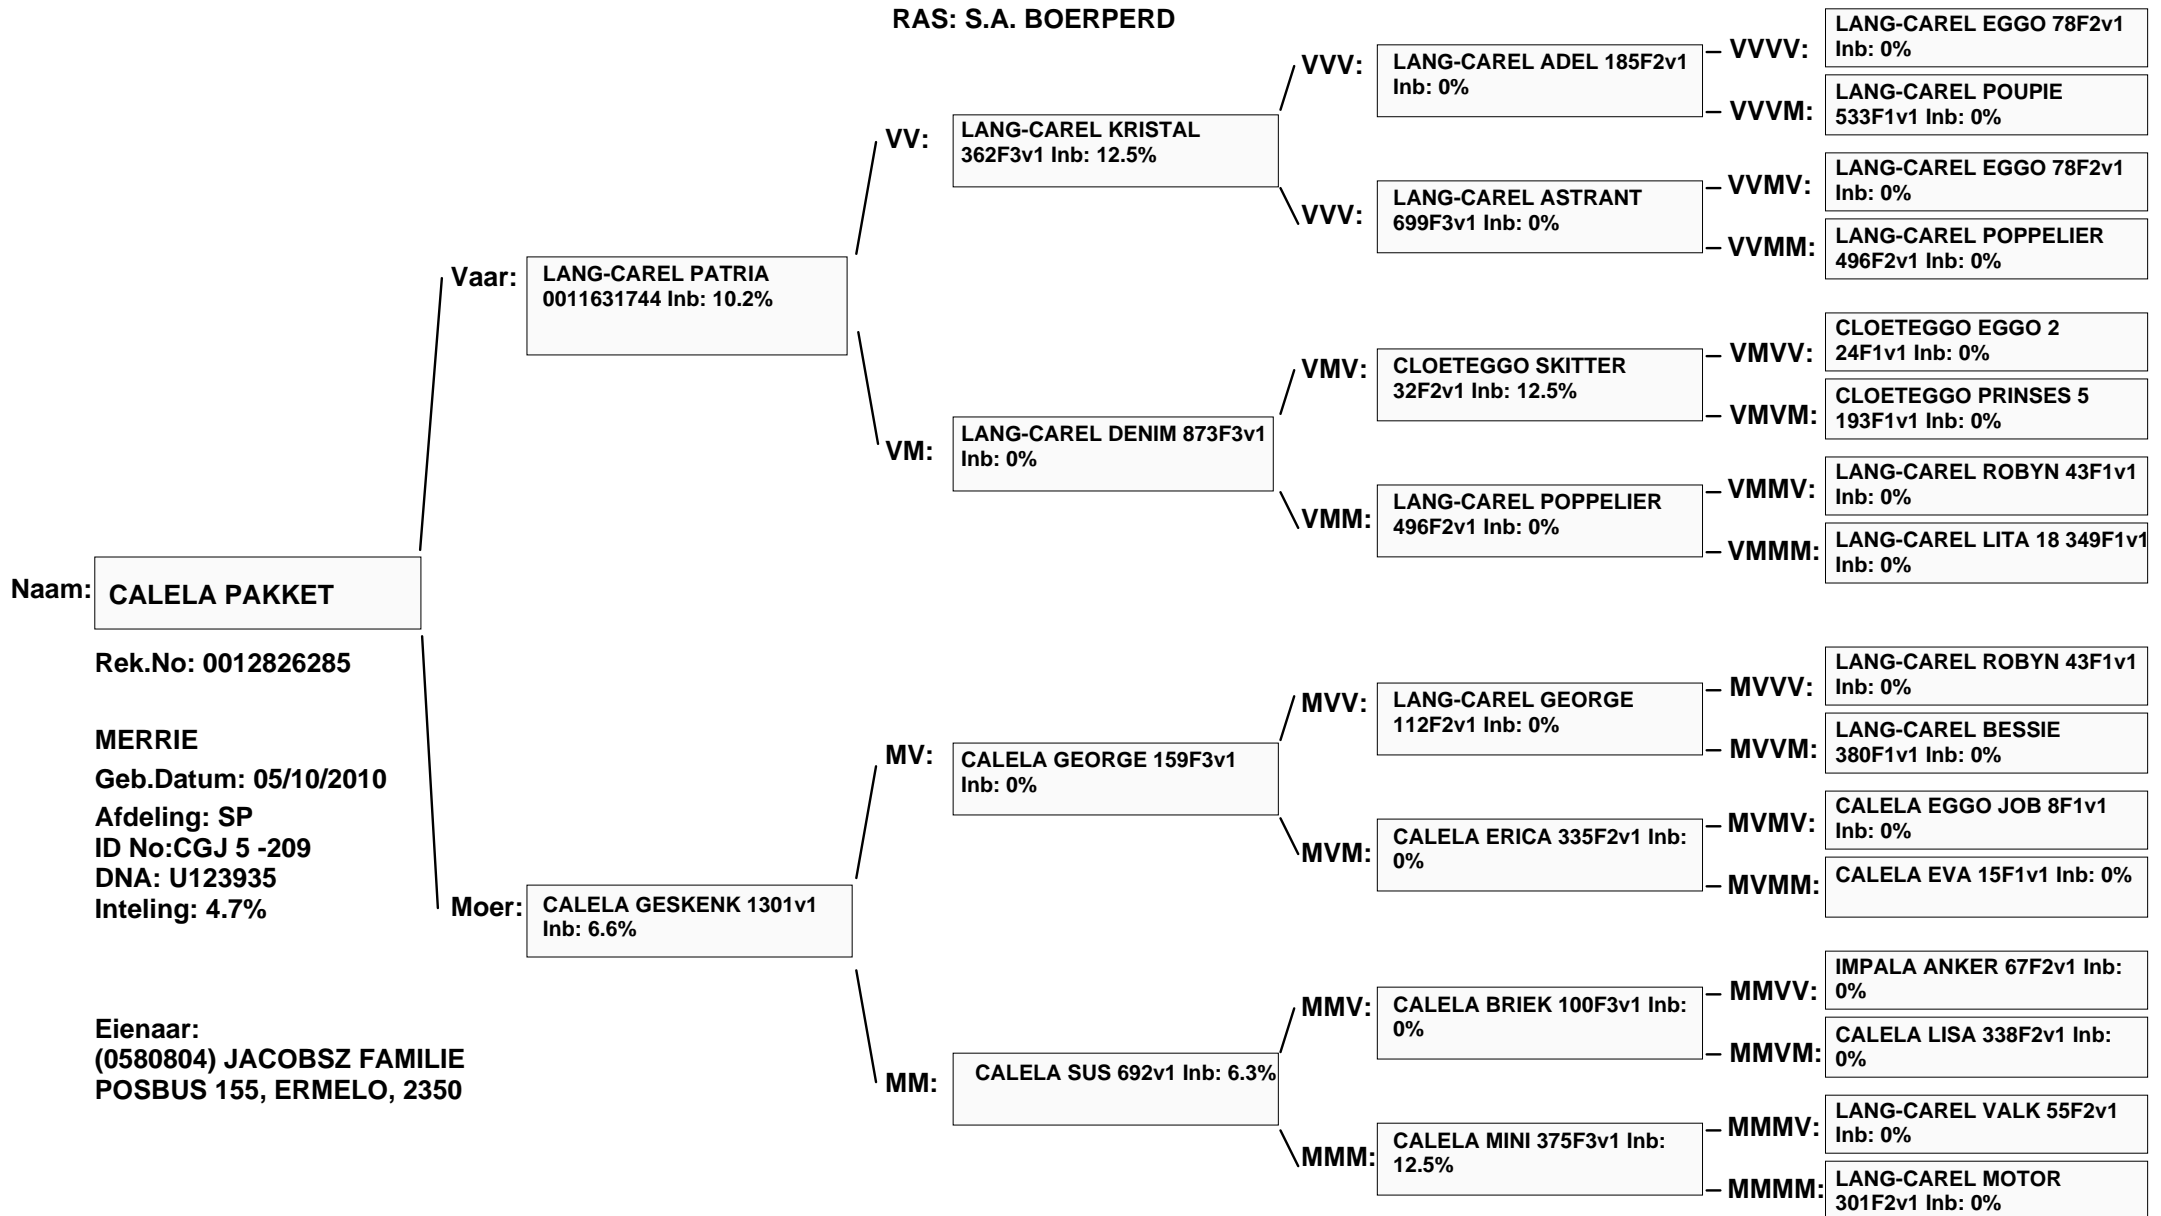 RAS: S.A. BOERPERD
Naam:
CALELA PAKKET
Rek.No: 0012826285
MERRIE
Geb.Datum: 05/10/2010
Afdeling: SP
ID No:CGJ 5 -209
DNA: U123935
Inteling: 4.7%
Eienaar:
(0580804) JACOBSZ FAMILIE
POSBUS 155, ERMELO, 2350
Vaar:
LANG-CAREL PATRIA
0011631744 Inb: 10.2%
Moer:
CALELA GESKENK 1301v1
Inb: 6.6%
VV:
LANG-CAREL KRISTAL
362F3v1 Inb: 12.5%
VM:
LANG-CAREL DENIM 873F3v1
Inb: 0%
MV:
CALELA GEORGE 159F3v1
Inb: 0%
MM:
CALELA SUS 692v1 Inb: 6.3%
VVV:
LANG-CAREL ADEL 185F2v1
Inb: 0%
VVV:
LANG-CAREL ASTRANT
699F3v1 Inb: 0%
VMV:
CLOETEGGO SKITTER
32F2v1 Inb: 12.5%
VMM:
LANG-CAREL POPPELIER
496F2v1 Inb: 0%
MVV:
LANG-CAREL GEORGE
112F2v1 Inb: 0%
MVM:
CALELA ERICA 335F2v1 Inb:
0%
MMV:
CALELA BRIEK 100F3v1 Inb:
0%
MMM:
CALELA MINI 375F3v1 Inb:
12.5%
VVVV:
LANG-CAREL EGGO 78F2v1
Inb: 0%
VVVM:
LANG-CAREL POUPIE
533F1v1 Inb: 0%
VVMV:
LANG-CAREL EGGO 78F2v1
Inb: 0%
VVMM:
LANG-CAREL POPPELIER
496F2v1 Inb: 0%
VMVV:
CLOETEGGO EGGO 2
24F1v1 Inb: 0%
VMVM:
CLOETEGGO PRINSES 5
193F1v1 Inb: 0%
VMMV:
LANG-CAREL ROBYN 43F1v1
Inb: 0%
VMMM:
LANG-CAREL LITA 18 349F1v1
Inb: 0%
MVVV:
LANG-CAREL ROBYN 43F1v1
Inb: 0%
MVVM:
LANG-CAREL BESSIE
380F1v1 Inb: 0%
MVMV:
CALELA EGGO JOB 8F1v1
Inb: 0%
MVMM:
CALELA EVA 15F1v1 Inb: 0%
MMVV:
IMPALA ANKER 67F2v1 Inb:
0%
MMVM:
CALELA LISA 338F2v1 Inb:
0%
MMMV:
LANG-CAREL VALK 55F2v1
Inb: 0%
MMMM:
LANG-CAREL MOTOR
301F2v1 Inb: 0%